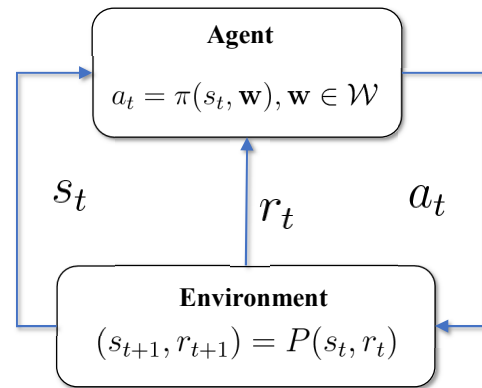 Agent
a_t = π(s_t, w), w ∈ 𝒲
s_t
r_t
a_t
Environment
(s_{t+1}, r_{t+1}) = P(s_t, r_t)